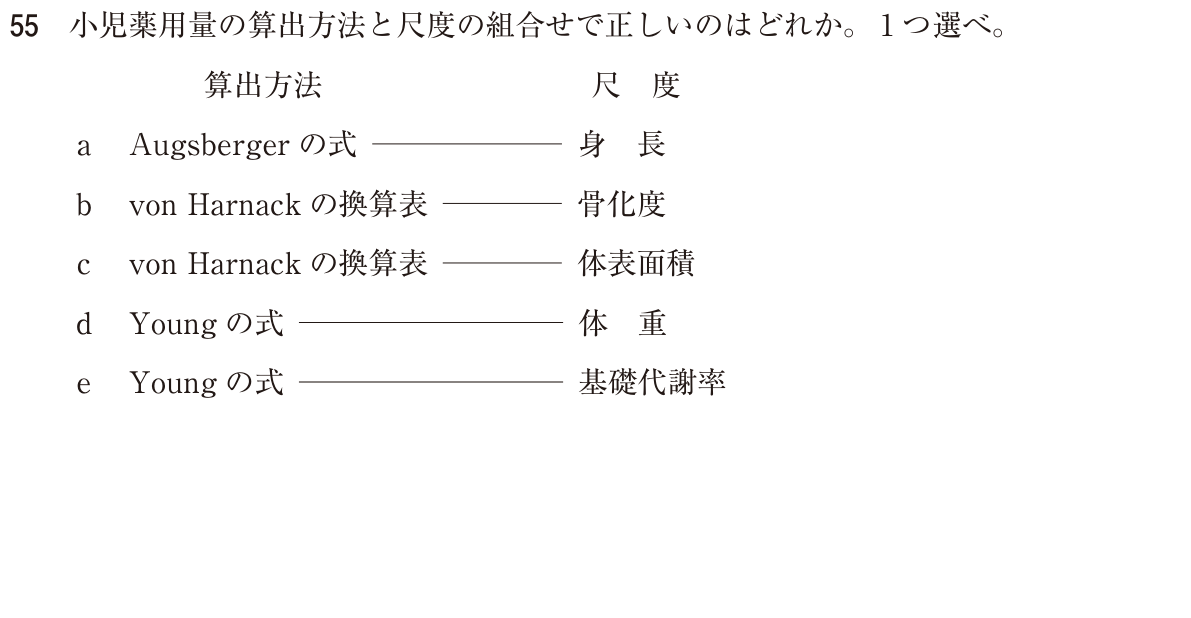 55 小児薬用量の算出方法と尺度の組合せで正しいのはどれか。1つ選べ。
算出方法 尺 度
a Augsberger の式 ――― 身 長
b von Harnack の換算表 ――― 骨化度
c von Harnack の換算表 ――― 体表面積
d Young の式 ――― 体 重
e Young の式 ――― 基礎代謝率